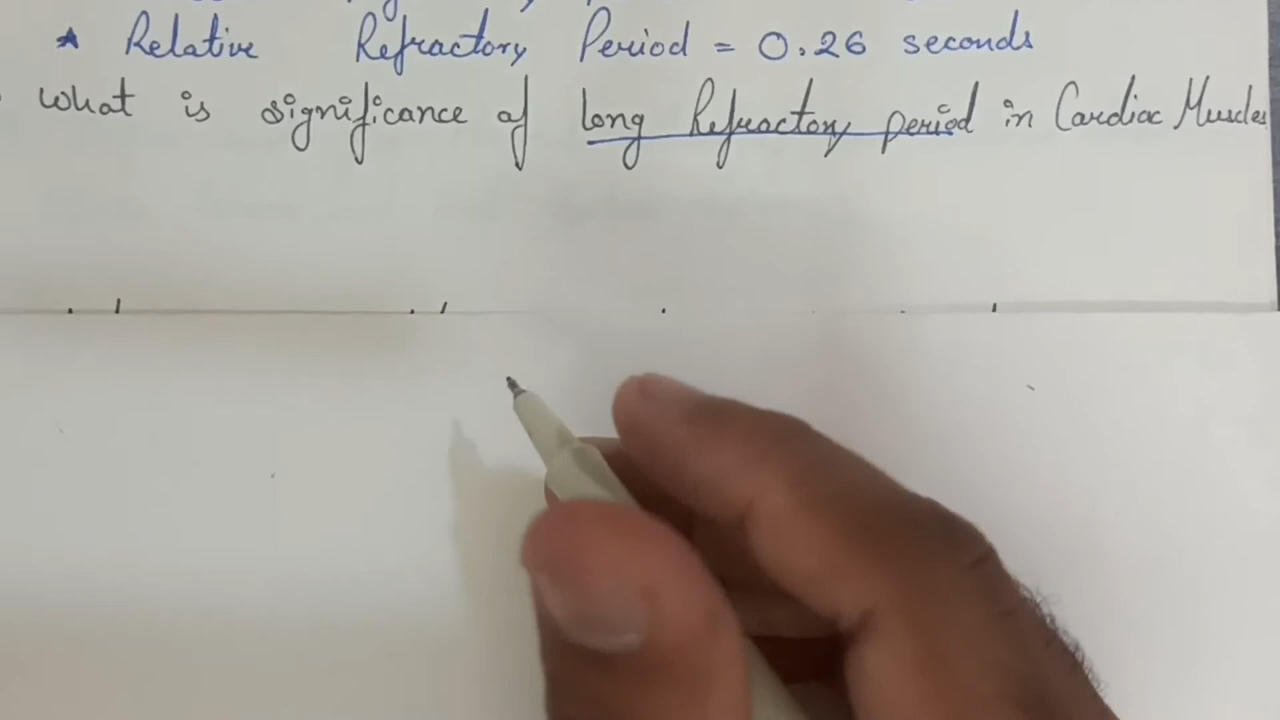 * Relative Refractory Period = 0.26 seconds
What is significance of long Refractory period in Cardiac Muscles